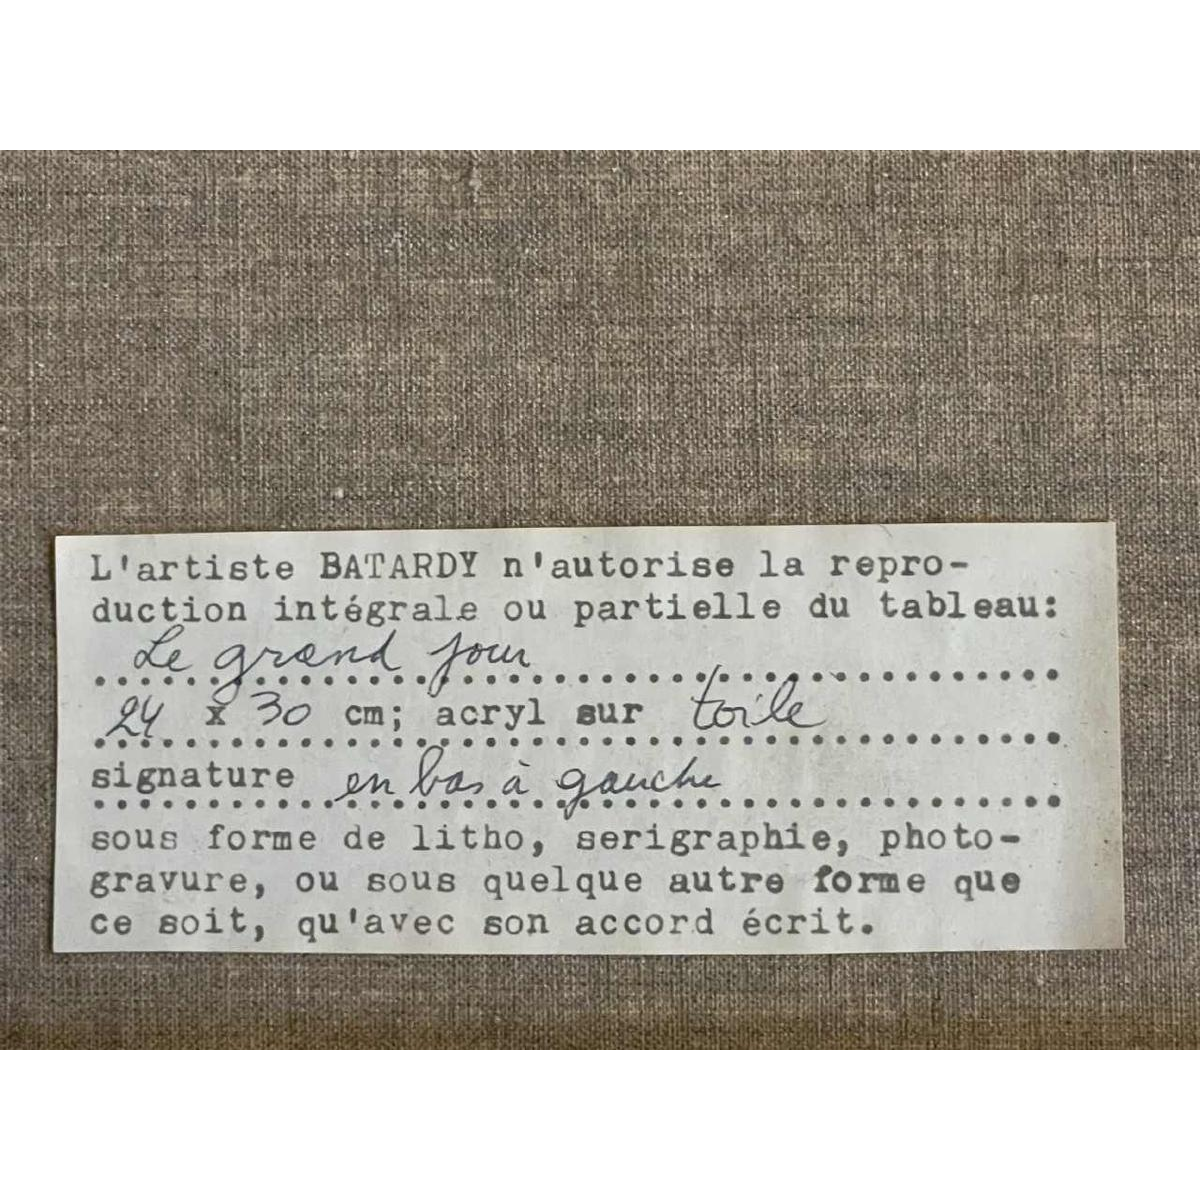 L'artiste BATARDY n'autorise la repro-
duction intégrale ou partielle du tableau:
Le grand jour
24 x 30 cm; acryl sur toile
signature en bas à gauche
sous forme de litho, serigraphie, photo-
gravure, ou sous quelque autre forme que
ce soit, qu'avec son accord écrit.